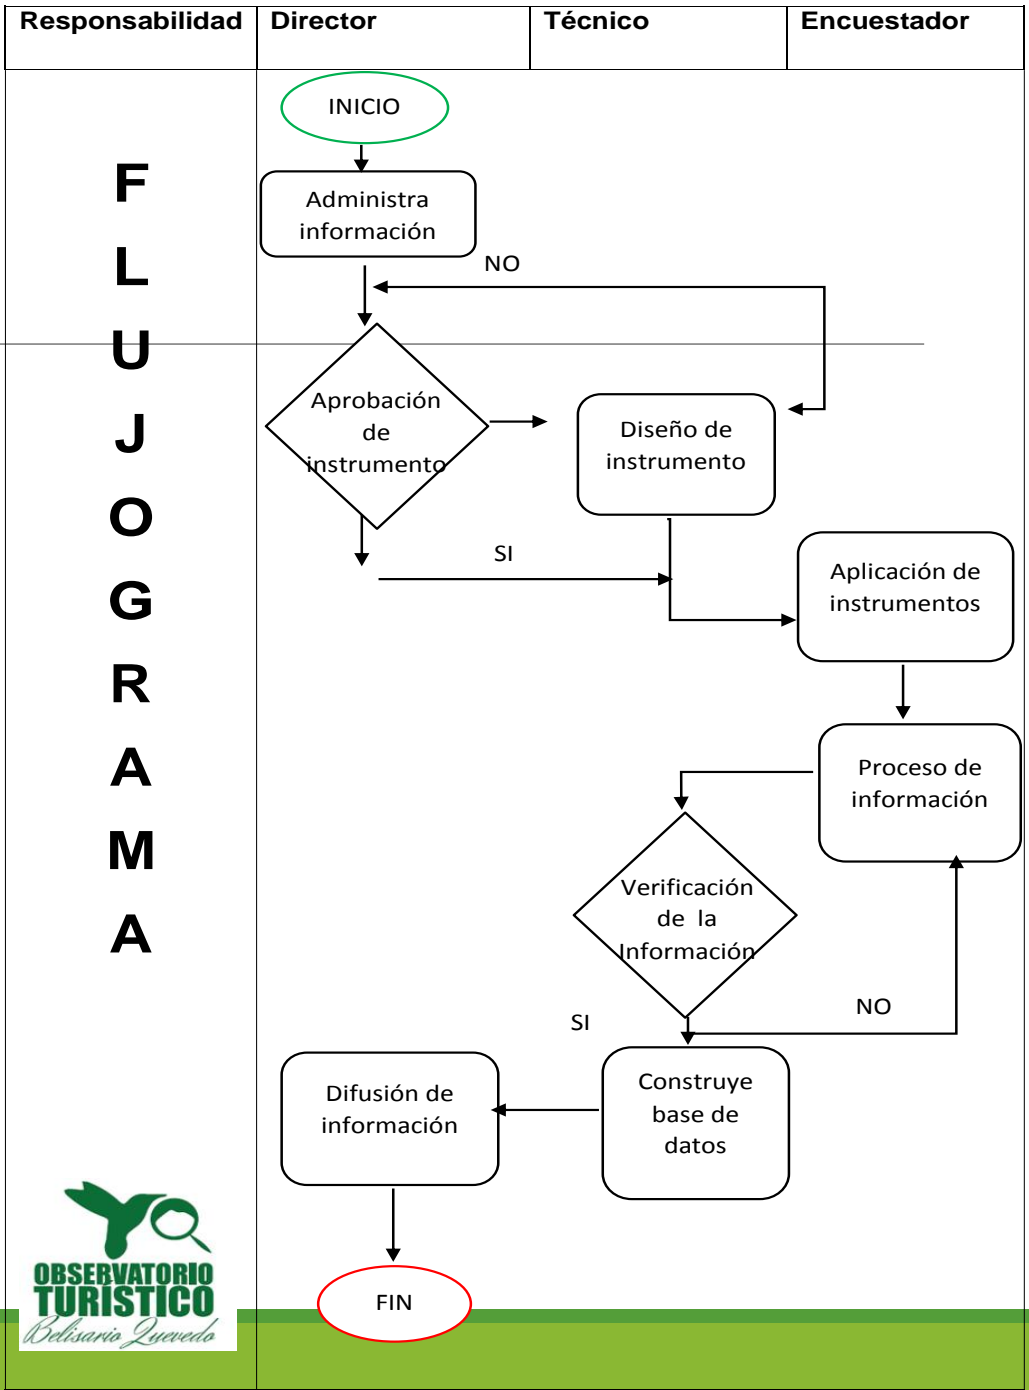 Responsabilidad Director Técnico Encuestador
F
L
U
J
O
G
R
A
M
A
INICIO
Administra
información
NO
Aprobación
de
instrumento
Diseño de
instrumento
SI
Aplicación de
instrumentos
Proceso de
información
Verificación
de la
Información
NO
SI
Construye
base de
datos
Difusión de
información
FIN
OBSERVATORIO
TURISTICO
Belisario Quevedo